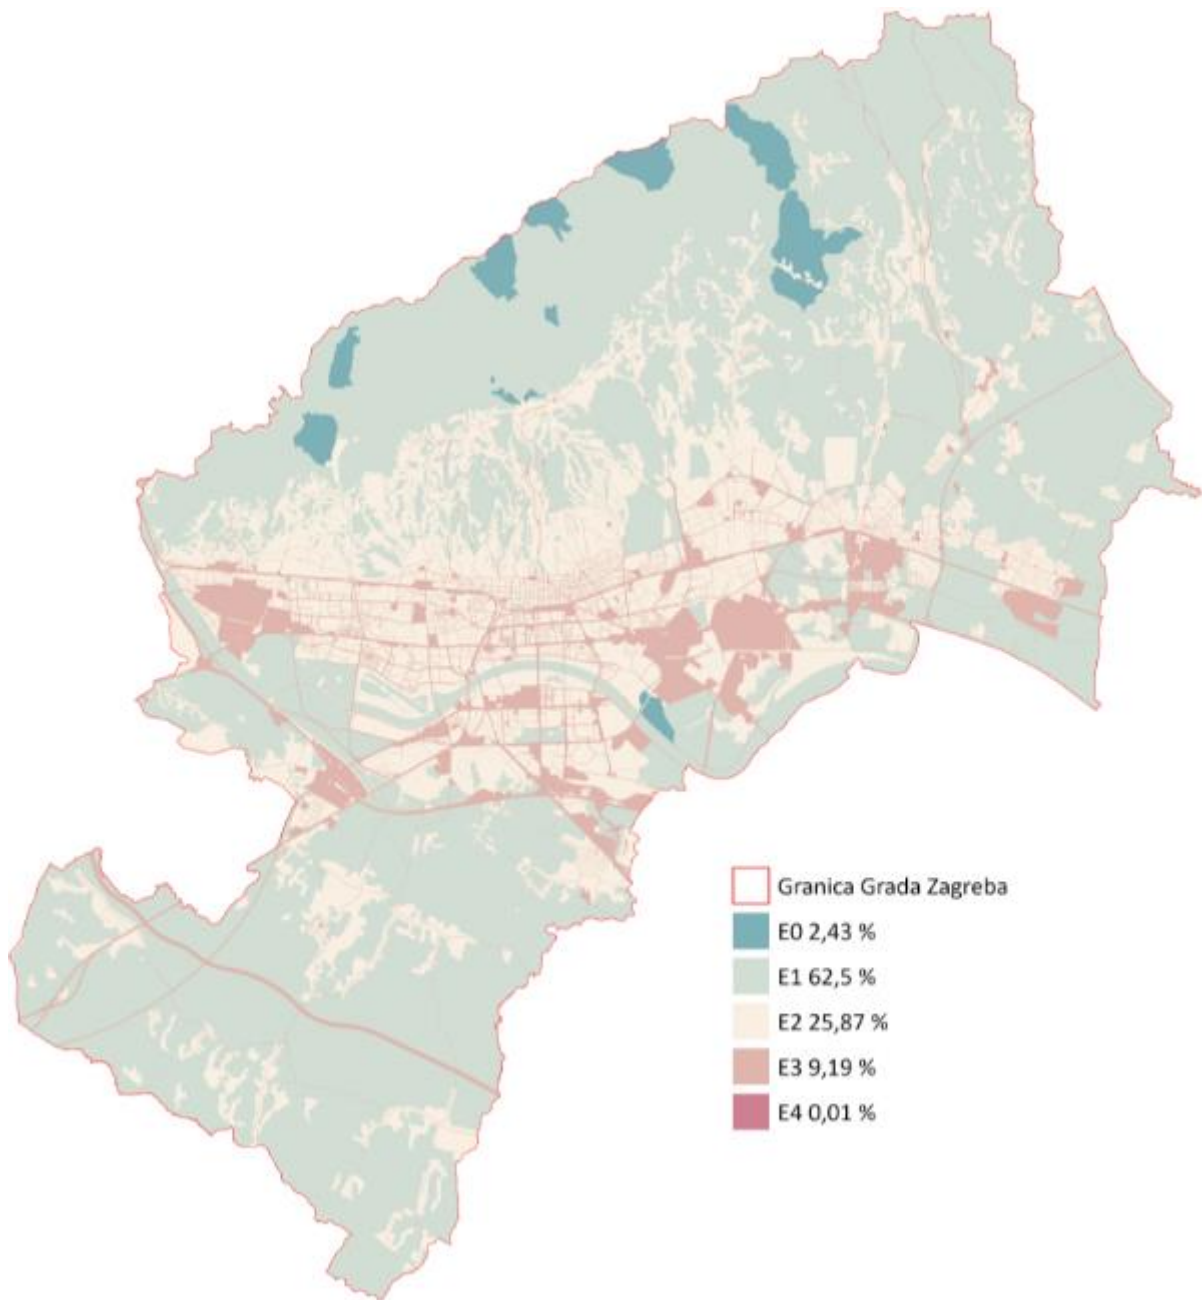 Granica Grada Zagreba
E0 2,43 %
E1 62,5 %
E2 25,87 %
E3 9,19 %
E4 0,01 %